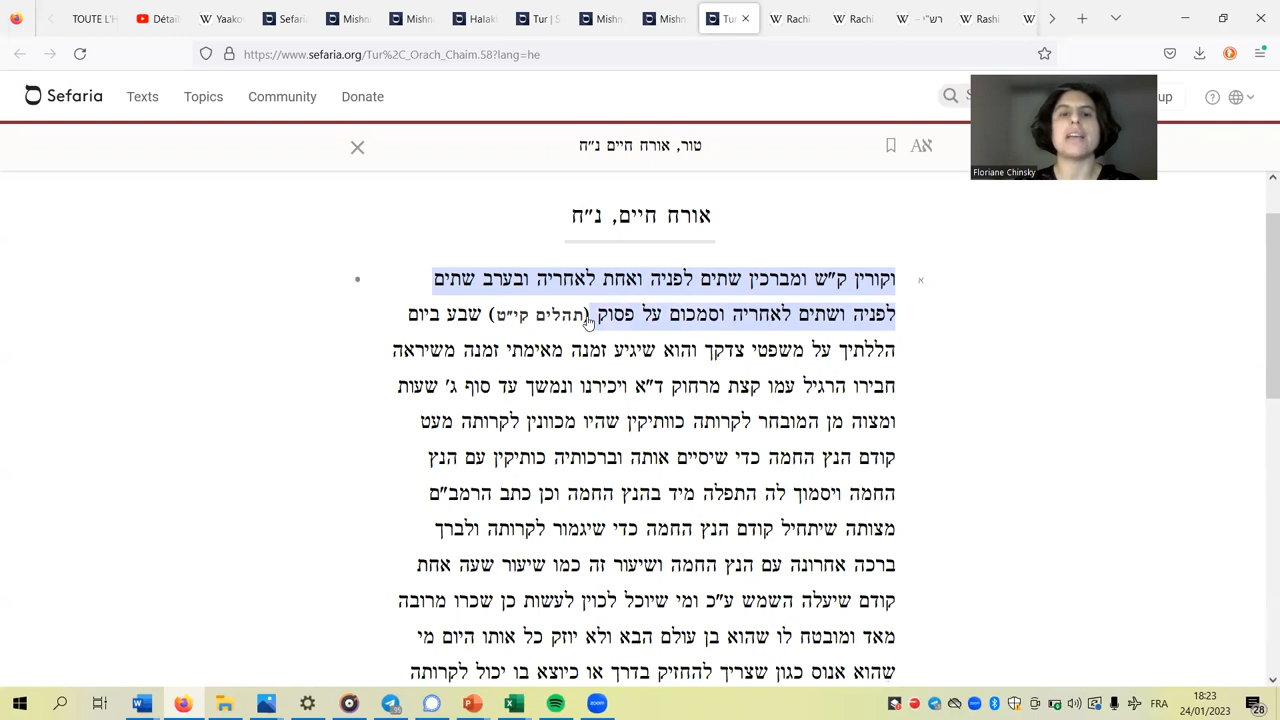 TOUTE L'H
Détail
Yaako
Sefaria
Mishn
Mishn
Halak
Tur | S
Mishn
Mishn
Tur
Rachi
Rachi
רש"י –
Rashi
https://www.sefaria.org/Tur%2C_Orach_Chaim.58?lang=he
Sefaria
Texts
Topics
Community
Donate
S
up
Floriane Chinsky
טור, אורח חיים נ״ח
אורח חיים, נ״ח
א
וקורין ק"ש ומברכין שתים לפניה ואחת לאחריה ובערב שתים
לפניה ושתים לאחריה וסמכום על פסוק (תהלים קי״ט) שבע ביום
הללתיך על משפטי צדקך והוא שיגיע זמנה מאימתי זמנה משיראה
חבירו הרגיל עמו קצת מרחוק ד"א ויכירנו ונמשך עד סוף ג' שעות
ומצוה מן המובחר לקרותה כוותיקין שהיו מכוונין לקרותה מעט
קודם הנץ החמה כדי שיסיים אותה וברכותיה כותיקין עם הנץ
החמה ויסמוך לה התפלה מיד בהנץ החמה וכן כתב הרמב"ם
מצותה שיתחיל קודם הנץ החמה כדי שיגמור לקרותה ולברך
ברכה אחרונה עם הנץ החמה ושיעור זה כמו שיעור שעה אחת
קודם שיעלה השמש ע"כ ומי שיוכל לכוין לעשות כן שכרו מרובה
מאד ומובטח לו שהוא בן עולם הבא ולא יוזק כל אותו היום מי
שהוא אנוס כגון שצריך להחזיק בדרך או כיוצא בו יכול לקרותה
FRA
18:23
24/01/2023
28